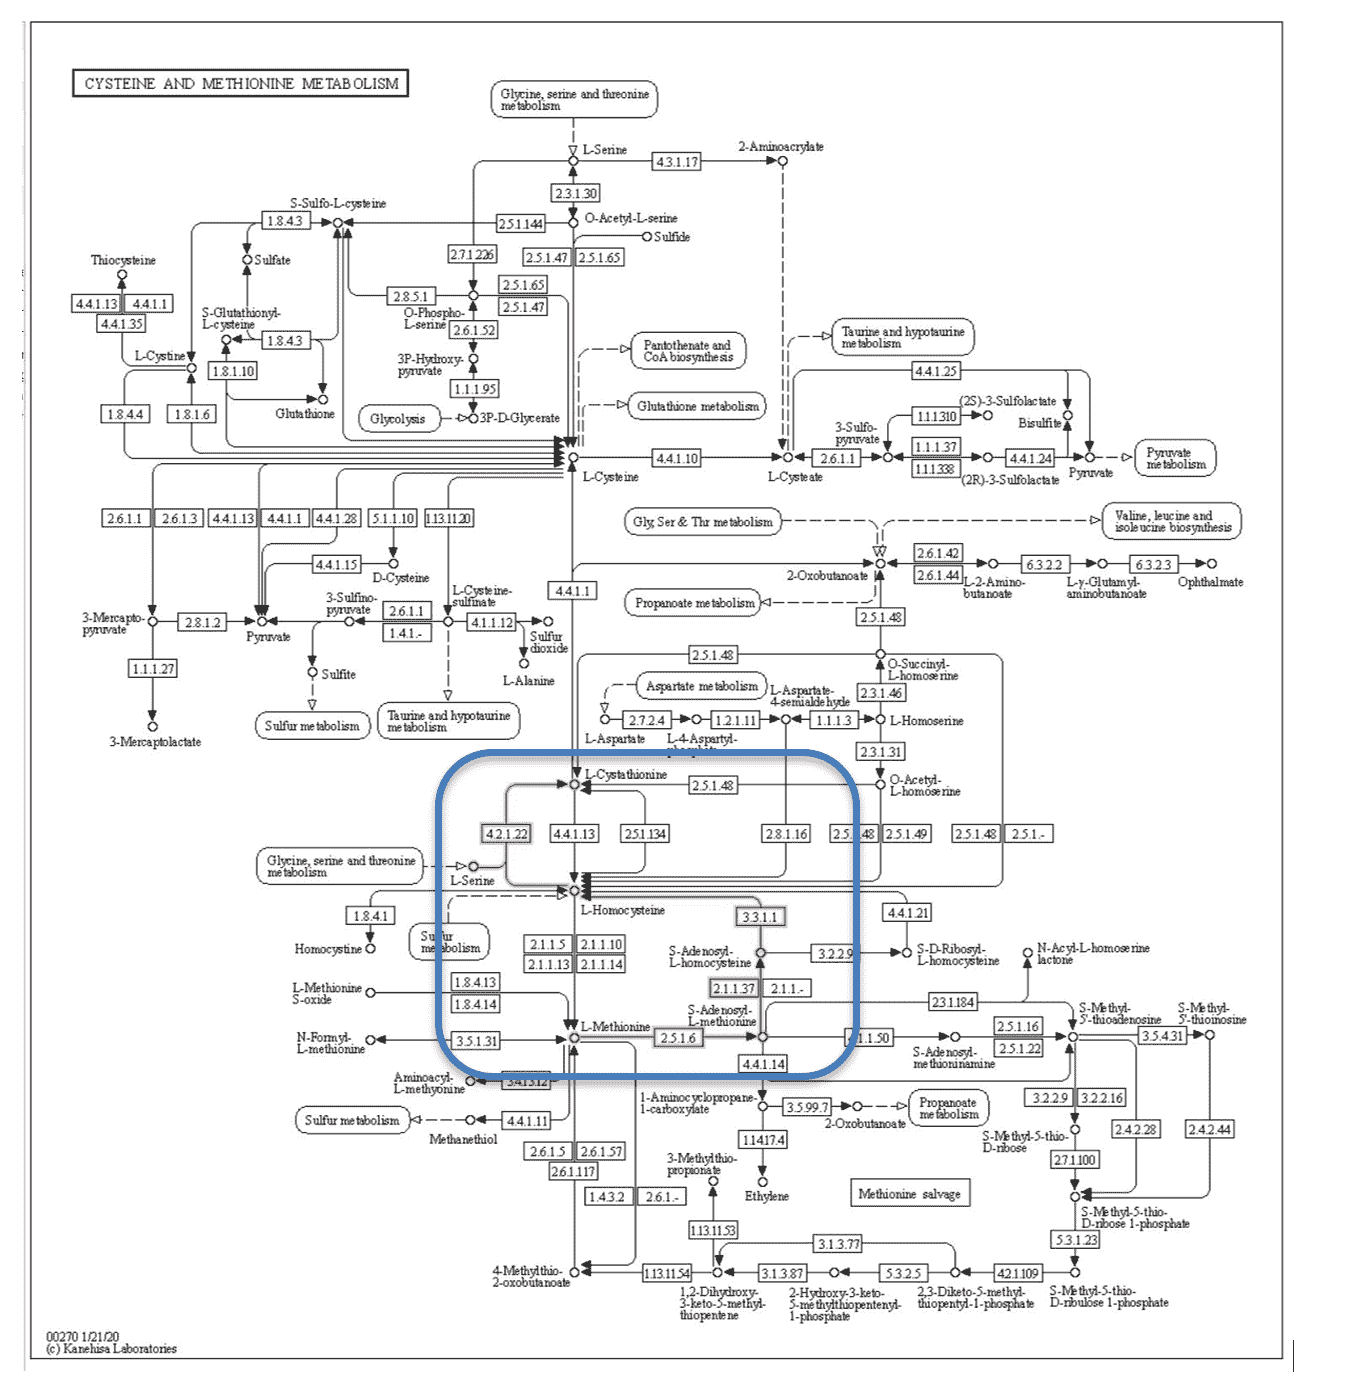 CYSTEINE AND METHIONINE METABOLISM
Glycine, serine and threonine
metabolism
L-Serine
4.3.1.17
2-Aminoacrylate
2.3.1.30
S-Sulfo-L-cysteine
1.8.4.3
2.5.1.144
O-Acetyl-L-serine
Sulfide
Sulfate
2.7.1.226
2.5.1.47
2.5.1.65
Thiocysteine
4.4.1.13
4.4.1.1
4.4.1.35
S-Glutathionyl-
L-cysteine
1.8.4.3
2.8.5.1
2.5.1.65
2.5.1.47
O-Phospho-
L-serine
2.6.1.52
L-Cystine
1.8.1.10
3P-Hydroxy-
pyruvate
1.1.1.95
Pantothenate and
CoA biosynthesis
Taurine and hypotaurine
metabolism
4.4.1.25
1.8.4.4
1.8.1.6
Glutathione
Glycolysis
3P-D-Glycerate
Glutathione metabolism
(2S)-3-Sulfolactate
1.1.1.310
Bisulfite
3-Sulfo-
pyruvate
1.1.1.37
1.1.1.338
L-Cysteine
4.4.1.10
L-Cysteate
2.6.1.1
(2R)-3-Sulfolactate
4.4.1.24
Pyruvate
Pyruvate
metabolism
2.6.1.1
2.6.1.3
4.4.1.13
4.4.1.1
4.4.1.28
5.1.1.10
1.13.11.20
Gly, Ser & Thr metabolism
Valine, leucine and
isoleucine biosynthesis
4.4.1.15
D-Cysteine
2-Oxobutanoate
2.6.1.42
2.6.1.44
L-2-Amino-
butanoate
6.3.2.2
L-γ-Glutamyl-
aminobutanoate
6.3.2.3
Ophthalmate
4.4.1.1
Propanoate metabolism
2.5.1.48
3-Mercapto-
pyruvate
2.8.1.2
Pyruvate
3-Sulfino-
pyruvate
2.6.1.1
1.4.1.-
L-Cysteine-
sulfinate
4.1.1.12
Sulfur
dioxide
L-Alanine
1.1.1.27
Sulfite
2.5.1.48
O-Succinyl-
L-homoserine
2.3.1.46
3-Mercaptolactate
Sulfur metabolism
Taurine and hypotaurine
metabolism
Aspartate metabolism
L-Aspartate-
4-semialdehyde
L-Aspartate
2.7.2.4
L-4-Aspartyl-
1.2.1.11
1.1.1.3
L-Homoserine
2.3.1.31
L-Cystathionine
2.5.1.48
O-Acetyl-
L-homoserine
4.2.1.22
4.4.1.13
2.5.1.134
2.8.1.16
2.5.1.48
2.5.1.49
2.5.1.48
2.5.1.-
Glycine, serine and threonine
metabolism
L-Serine
L-Homocysteine
1.8.4.1
3.3.1.1
4.4.1.21
Homocystine
Sulfur
metabolism
2.1.1.5
2.1.1.10
2.1.1.13
2.1.1.14
S-Adenosyl-
L-homocysteine
3.2.2.9
S-D-Ribosyl-
L-homocysteine
N-Acyl-L-homoserine
lactone
L-Methionine
S-oxide
1.8.4.13
1.8.4.14
2.1.1.37
2.1.1.-
2.3.1.184
S-Adenosyl-
L-methionine
S-Methyl-
5'-thioadenosine
S-Methyl-
5'-thioinosine
N-Formyl-
L-methionine
3.5.1.31
L-Methionine
2.5.1.6
4.1.1.50
S-Adenosyl-
methioninamine
2.5.1.16
2.5.1.22
3.5.4.31
4.4.1.14
Aminoacyl-
L-methyonine
3.4.13.12
1-Aminocyclopropane-
1-carboxylate
3.5.99.7
2-Oxobutanoate
Propanoate
metabolism
3.2.2.9
3.2.2.16
Sulfur metabolism
Methanethiol
4.4.1.11
1.14.17.4
2.4.2.28
2.4.2.44
S-Methyl-5-thio-
D-ribose
2.6.1.5
2.6.1.57
2.6.1.117
3-Methylthio-
propionate
2.7.1.100
1.4.3.2
2.6.1.-
Ethylene
Methionine salvage
S-Methyl-5-thio-
D-ribose 1-phosphate
1.13.11.53
3.1.3.77
5.3.1.23
4-Methylthio-
2-oxobutanoate
1.13.11.54
3.1.3.87
5.3.2.5
4.2.1.109
1,2-Dihydroxy-
3-keto-5-methyl-
thiopentene
2-Hydroxy-3-keto-
5-methylthiopentenyl-
1-phosphate
2,3-Diketo-5-methyl-
thiopentyl-1-phosphate
S-Methyl-5-thio-
D-ribulose 1-phosphate
00270 1/21/20
(c) Kanehisa Laboratories